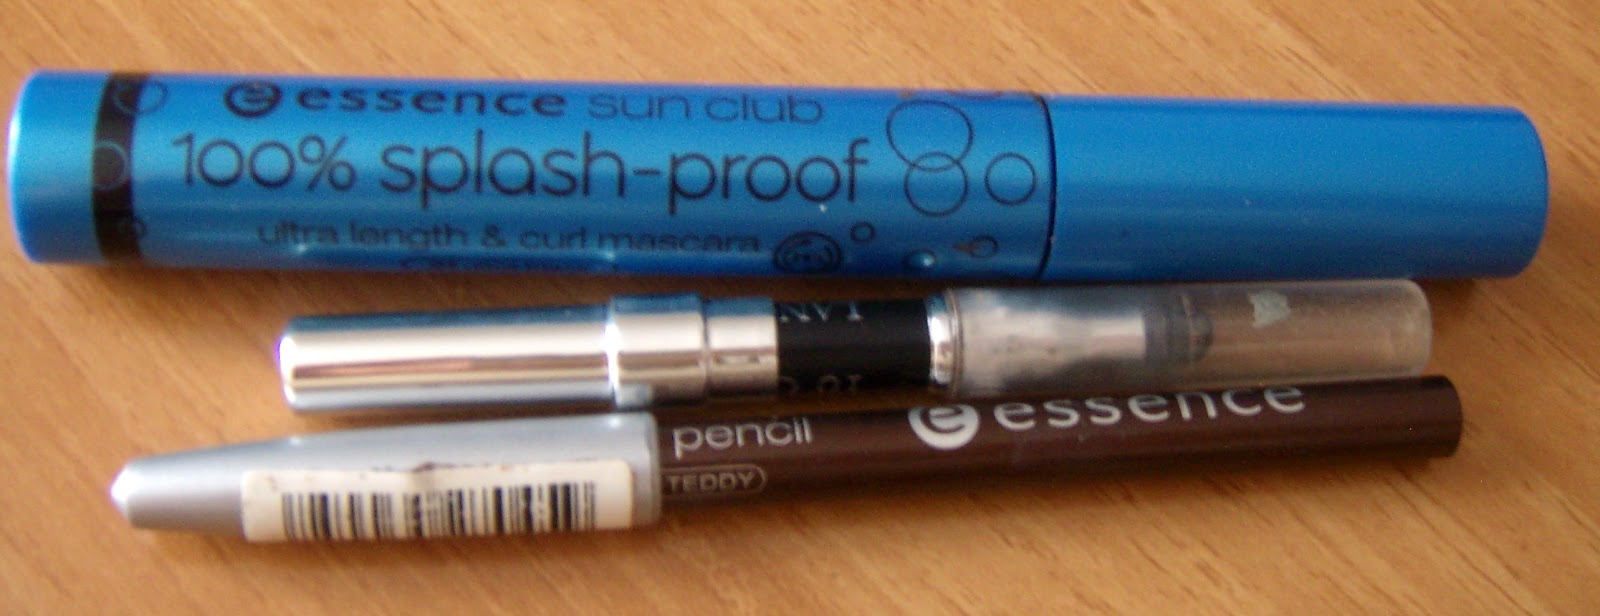 essence sun club
100% splash-proof
ultra length & curl mascara
pencil
TEDDY
essence